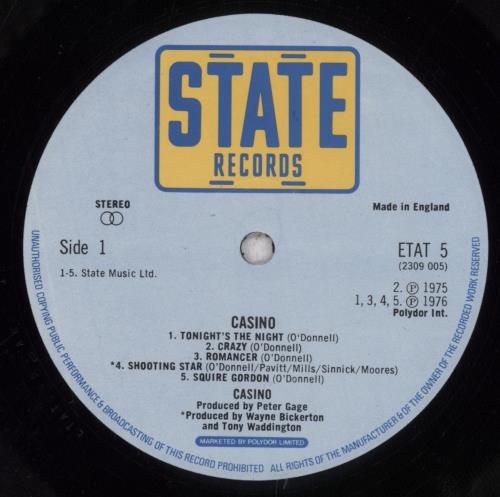 STATE
RECORDS
STEREO
Made in England
Side 1
ETAT 5
(2309 005)
1-5. State Music Ltd.
2. Ⓟ 1975
1, 3, 4, 5. Ⓟ 1976
Polydor Int.
CASINO
1. TONIGHT'S THE NIGHT (O'Donnell)
2. CRAZY (O'Donnell)
3. ROMANCER (O'Donnell)
*4. SHOOTING STAR (O'Donnell/Pavitt/Mills/Sinnick/Moores)
5. SQUIRE GORDON (O'Donnell)
CASINO
Produced by Peter Gage
*Produced by Wayne Bickerton
and Tony Waddington
MARKETED BY POLYDOR LIMITED
UNAUTHORISED COPYING PUBLIC PERFORMANCE & BROADCASTING OF THIS RECORD PROHIBITED ALL RIGHTS OF THE MANUFACTURER & OF THE OWNER OF THE RECORDED WORK RESERVED